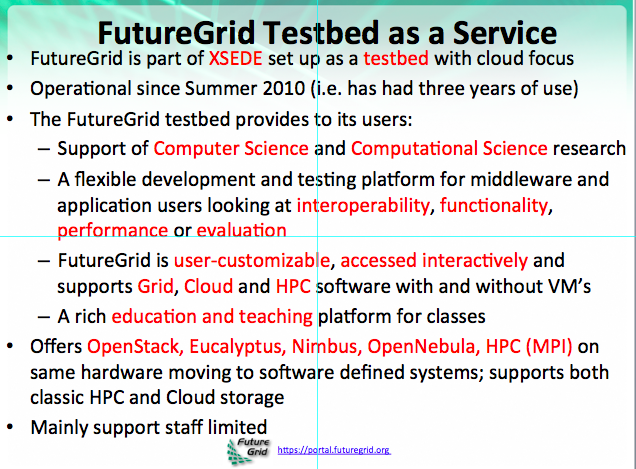 FutureGrid Testbed as a Service
• FutureGrid is part of XSEDE set up as a testbed with cloud focus
• Operational since Summer 2010 (i.e. has had three years of use)
• The FutureGrid testbed provides to its users:
– Support of Computer Science and Computational Science research
– A flexible development and testing platform for middleware and
application users looking at interoperability, functionality,
performance or evaluation
– FutureGrid is user-customizable, accessed interactively and
supports Grid, Cloud and HPC software with and without VM’s
– A rich education and teaching platform for classes
• Offers OpenStack, Eucalyptus, Nimbus, OpenNebula, HPC (MPI) on
same hardware moving to software defined systems; supports both
classic HPC and Cloud storage
• Mainly support staff limited
Future
Grid
https://portal.futuregrid.org